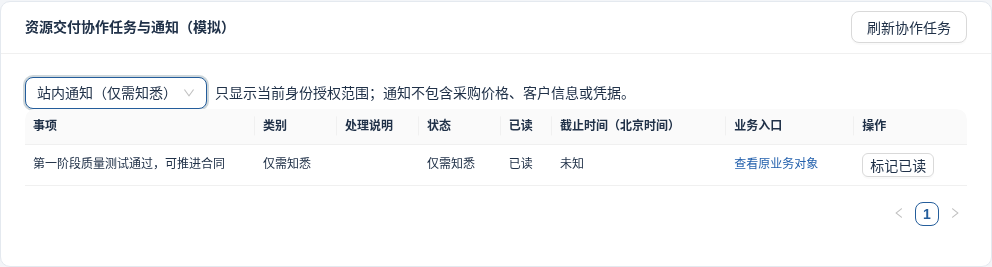 资源交付协作任务与通知（模拟）
刷新协作任务
站内通知（仅需知悉） 只显示当前身份授权范围；通知不包含采购价格、客户信息或凭据。
事项 类别 处理说明 状态 已读 截止时间（北京时间） 业务入口 操作
第一阶段质量测试通过，可推进合同 仅需知悉 仅需知悉 已读 未知 查看原业务对象 标记已读
1